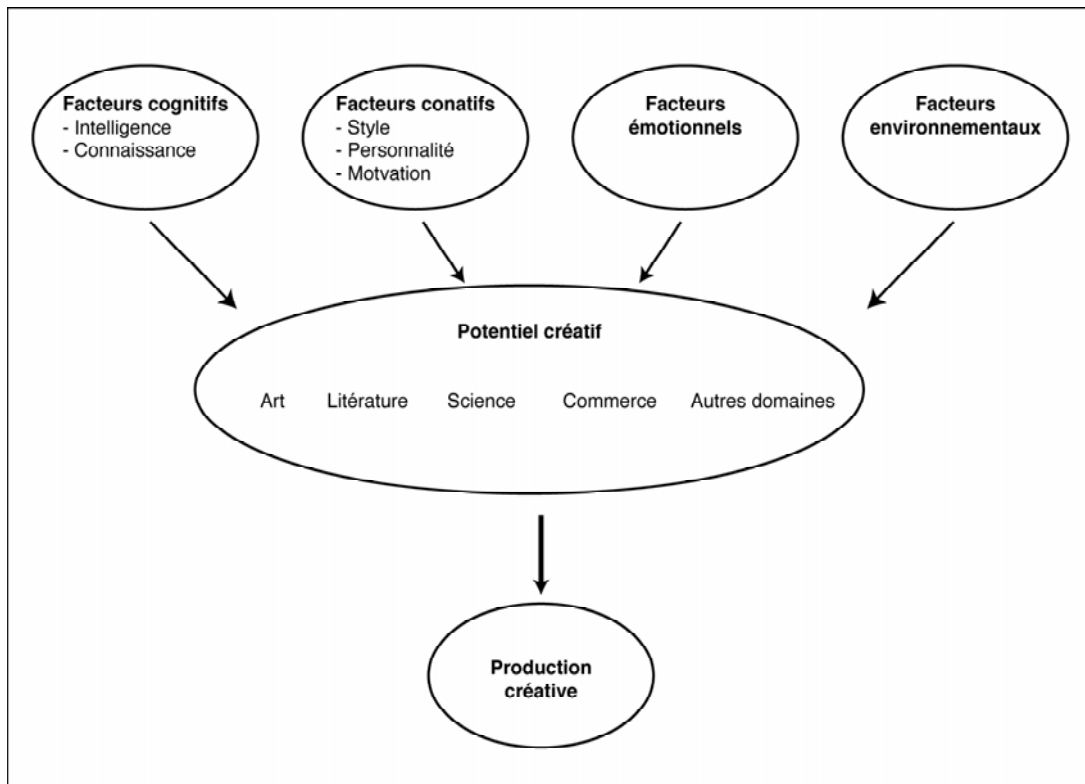 Facteurs cognitifs
- Intelligence
- Connaissance
Facteurs conatifs
- Style
- Personnalité
- Motvation
Facteurs
émotionnels
Facteurs
environnementaux
Potentiel créatif
Art Litérature Science Commerce Autres domaines
Production
créative